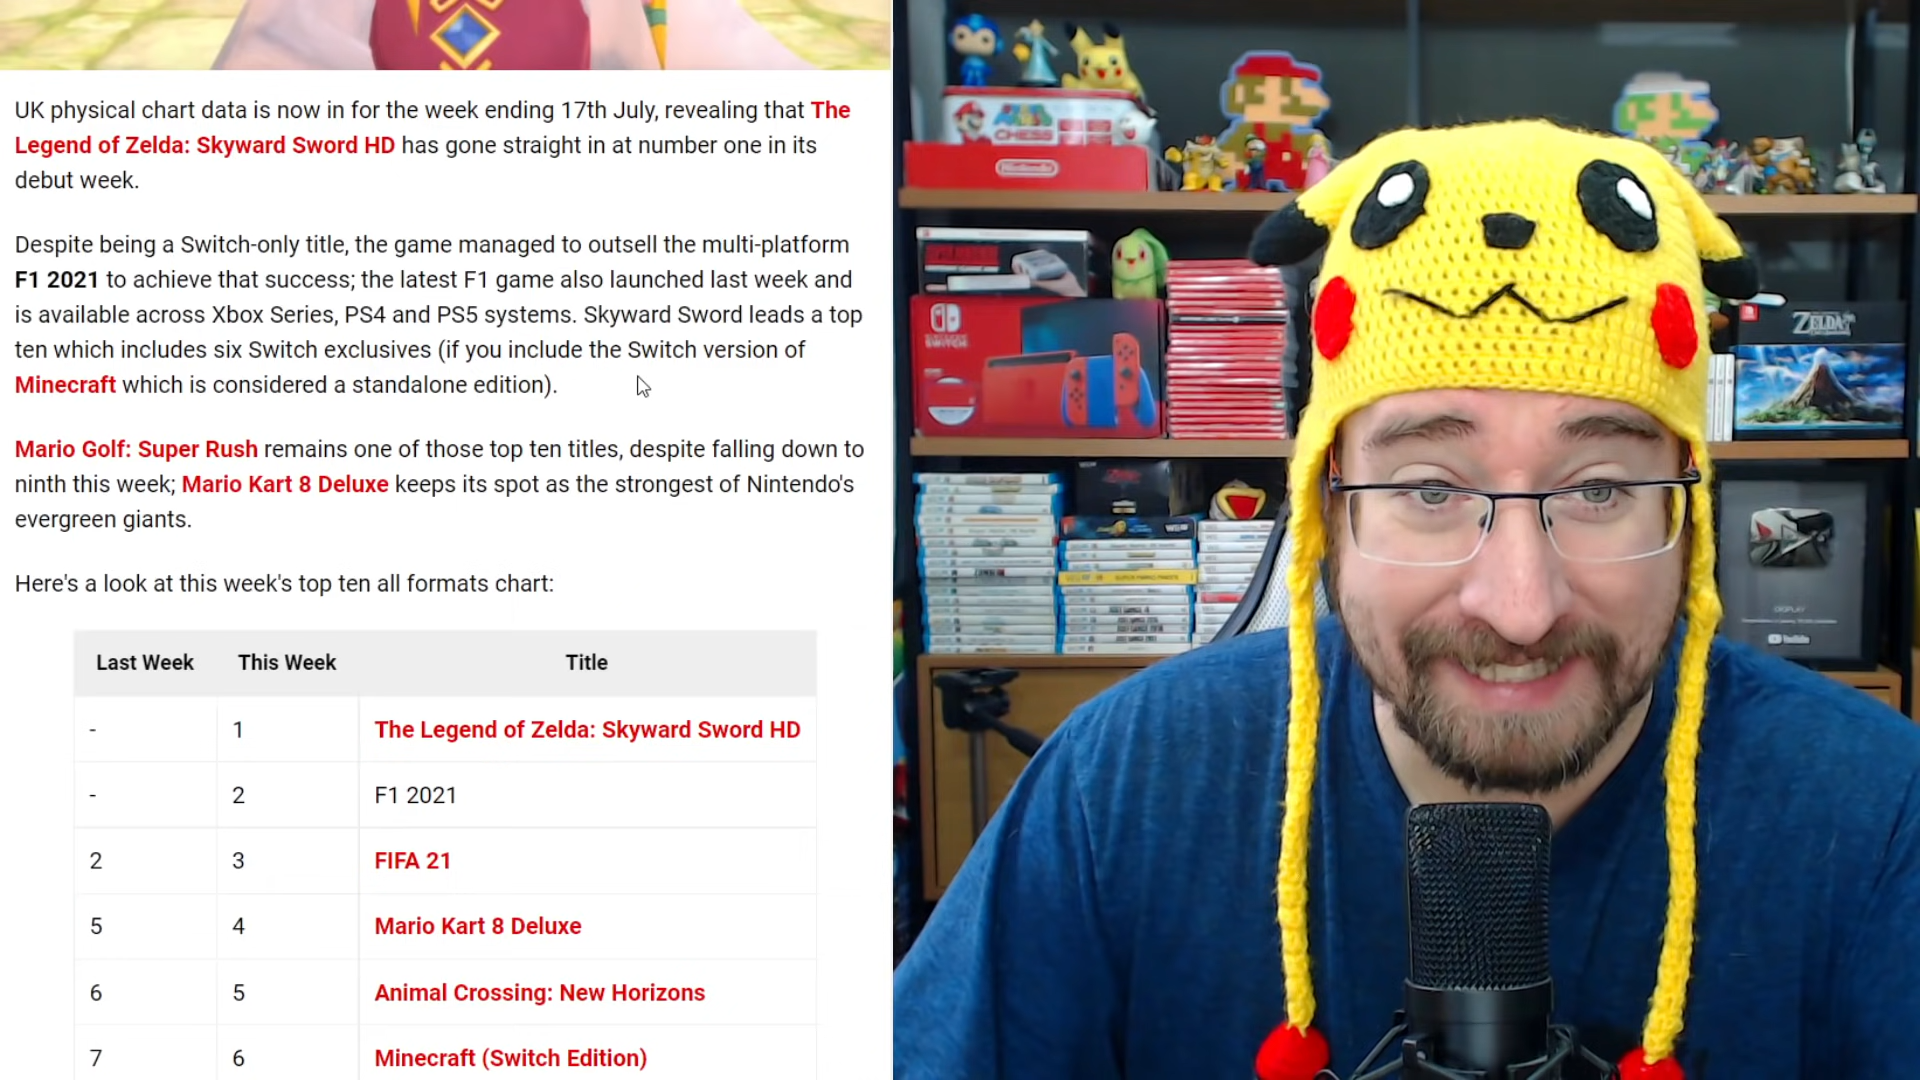 UK physical chart data is now in for the week ending 17th July, revealing that The
Legend of Zelda: Skyward Sword HD has gone straight in at number one in its
debut week.
Despite being a Switch-only title, the game managed to outsell the multi-platform
F1 2021 to achieve that success; the latest F1 game also launched last week and
is available across Xbox Series, PS4 and PS5 systems. Skyward Sword leads a top
ten which includes six Switch exclusives (if you include the Switch version of
Minecraft which is considered a standalone edition).
Mario Golf: Super Rush remains one of those top ten titles, despite falling down to
ninth this week; Mario Kart 8 Deluxe keeps its spot as the strongest of Nintendo's
evergreen giants.
Here's a look at this week's top ten all formats chart:
Last Week This Week Title
- 1 The Legend of Zelda: Skyward Sword HD
- 2 F1 2021
2 3 FIFA 21
5 4 Mario Kart 8 Deluxe
6 5 Animal Crossing: New Horizons
7 6 Minecraft (Switch Edition)
CHESS
Nintendo
SWITCH
ZELDA
DISPLAY
YouTube